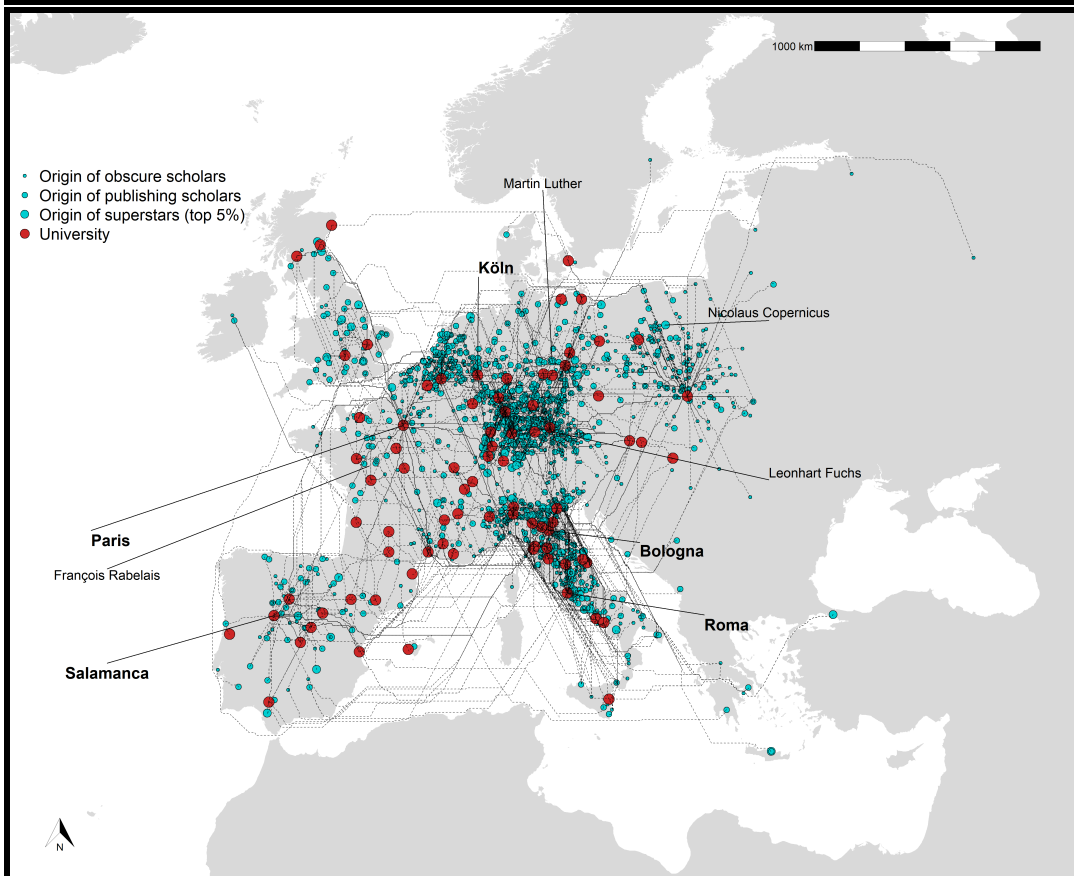 1000 km
Origin of obscure scholars
Origin of publishing scholars
Origin of superstars (top 5%)
University
Martin Luther
Köln
Nicolaus Copernicus
Leonhart Fuchs
Paris
François Rabelais
Bologna
Roma
Salamanca
N